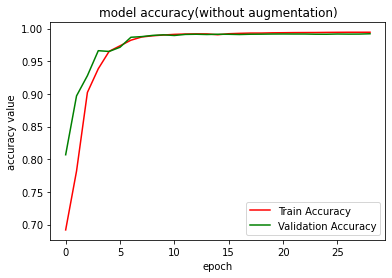 model accuracy(without augmentation)
1.00
0.95
0.90
0.85
0.80
0.75
0.70
accuracy value
0 5 10 15 20 25
epoch
Train Accuracy
Validation Accuracy